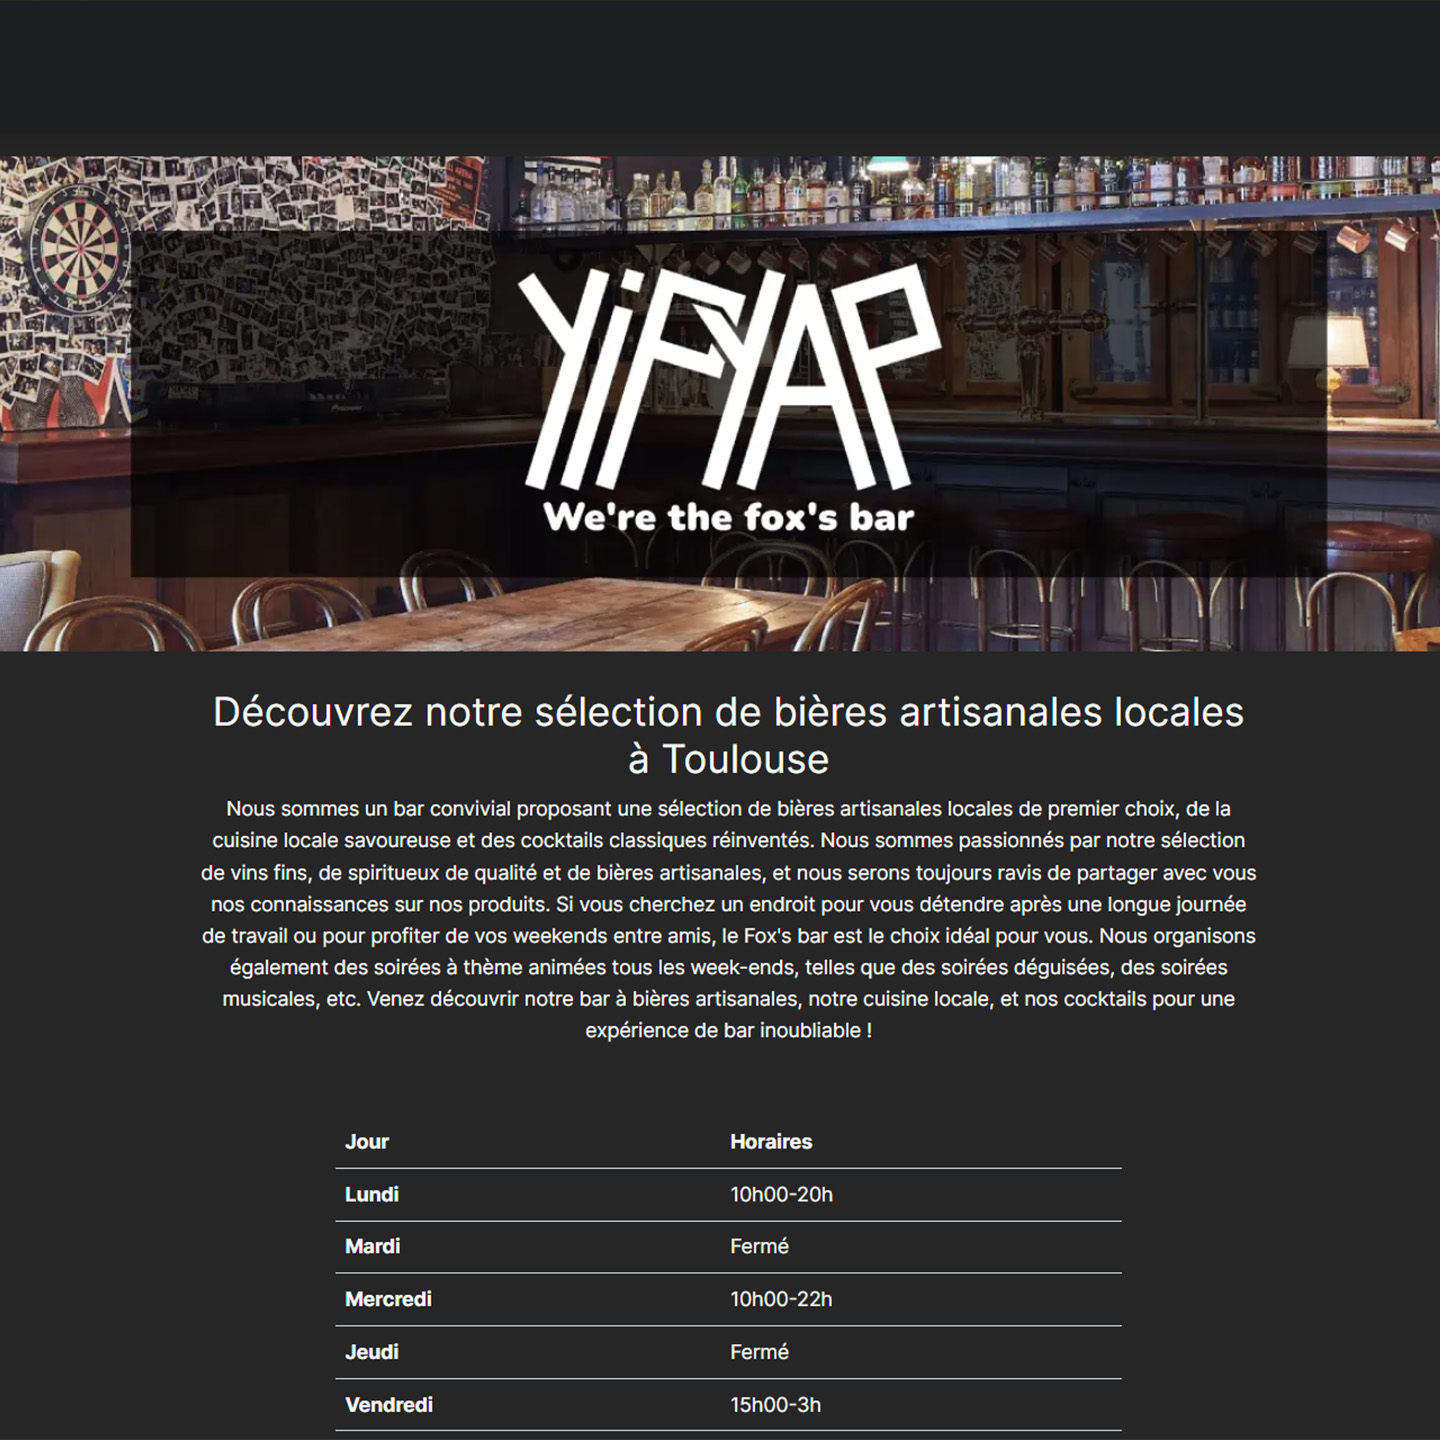 YIPYAP
We're the fox's bar
Découvrez notre sélection de bières artisanales locales
à Toulouse
Nous sommes un bar convivial proposant une sélection de bières artisanales locales de premier choix, de la
cuisine locale savoureuse et des cocktails classiques réinventés. Nous sommes passionnés par notre sélection
de vins fins, de spiritueux de qualité et de bières artisanales, et nous serons toujours ravis de partager avec vous
nos connaissances sur nos produits. Si vous cherchez un endroit pour vous détendre après une longue journée
de travail ou pour profiter de vos weekends entre amis, le Fox's bar est le choix idéal pour vous. Nous organisons
également des soirées à thème animées tous les week-ends, telles que des soirées déguisées, des soirées
musicales, etc. Venez découvrir notre bar à bières artisanales, notre cuisine locale, et nos cocktails pour une
expérience de bar inoubliable !
Jour Horaires
Lundi 10h00-20h
Mardi Fermé
Mercredi 10h00-22h
Jeudi Fermé
Vendredi 15h00-3h